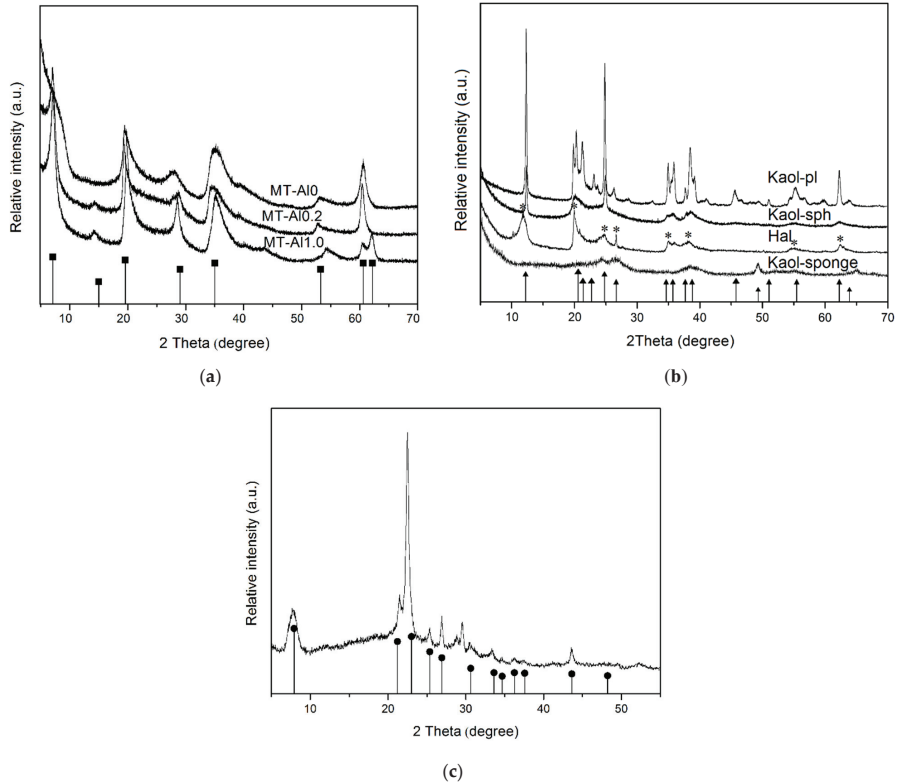 Relative intensity (a.u.)
MT-Al0
MT-Al0.2
MT-Al1.0
10 20 30 40 50 60 70
2 Theta (degree)
(a)
Relative intensity (a.u.)
Kaol-pl
Kaol-sph
Hal
Kaol-sponge
* * * * * * *
10 20 30 40 50 60 70
2Theta (degree)
(b)
Relative intensity (a.u.)
10 20 30 40 50
2 Theta (degree)
(c)